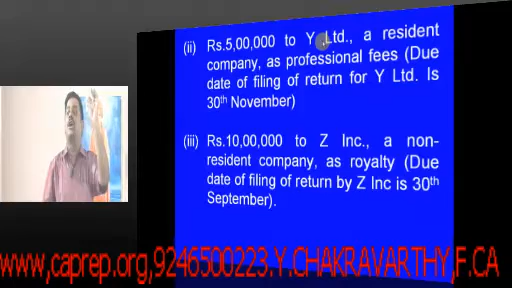 (ii) Rs.5,00,000 to Y Ltd., a resident
company, as professional fees (Due
date of filing of return for Y Ltd. Is
30th November)
(iii) Rs.10,00,000 to Z Inc., a non-
resident company, as royalty (Due
date of filing of return by Z Inc is 30th
September).
www,caprep.org,9246500223.Y.CHAKRAVARTHY,F.CA